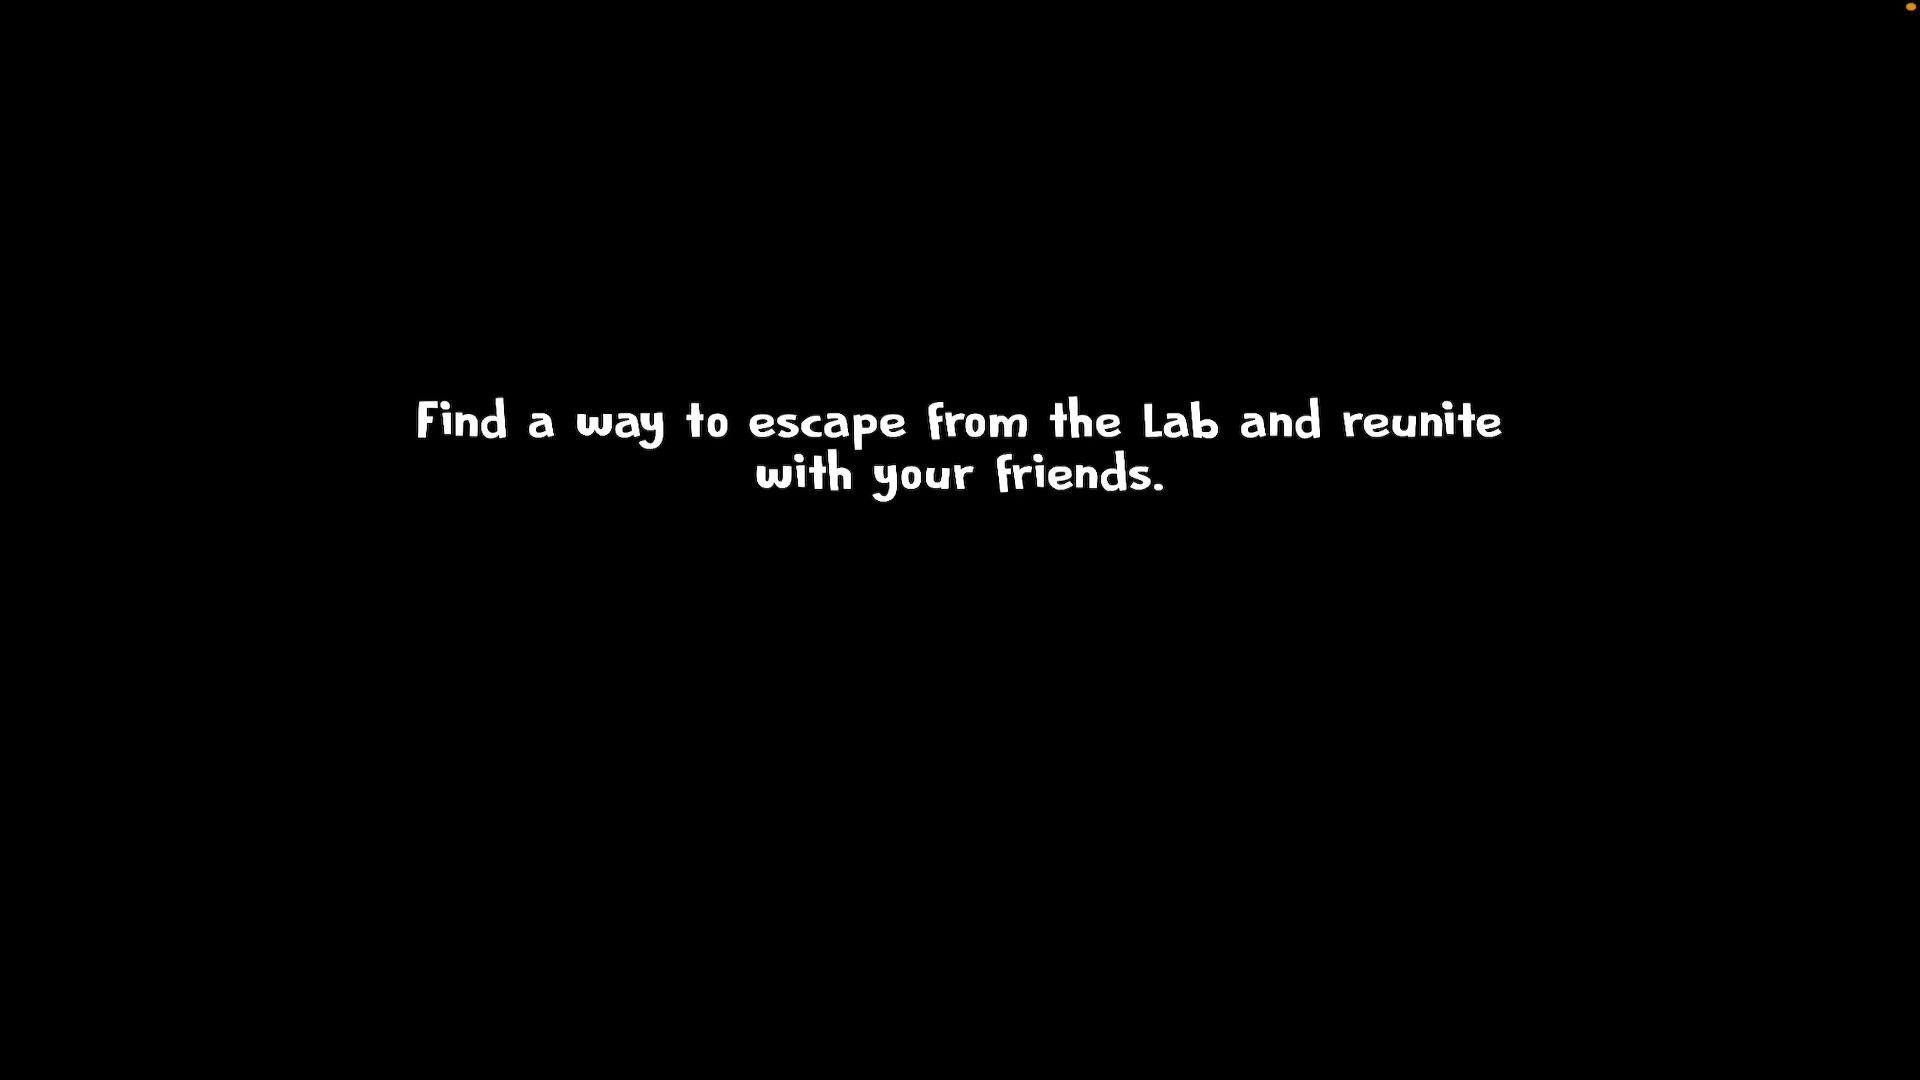 Find a way to escape from the Lab and reunite
with your friends.